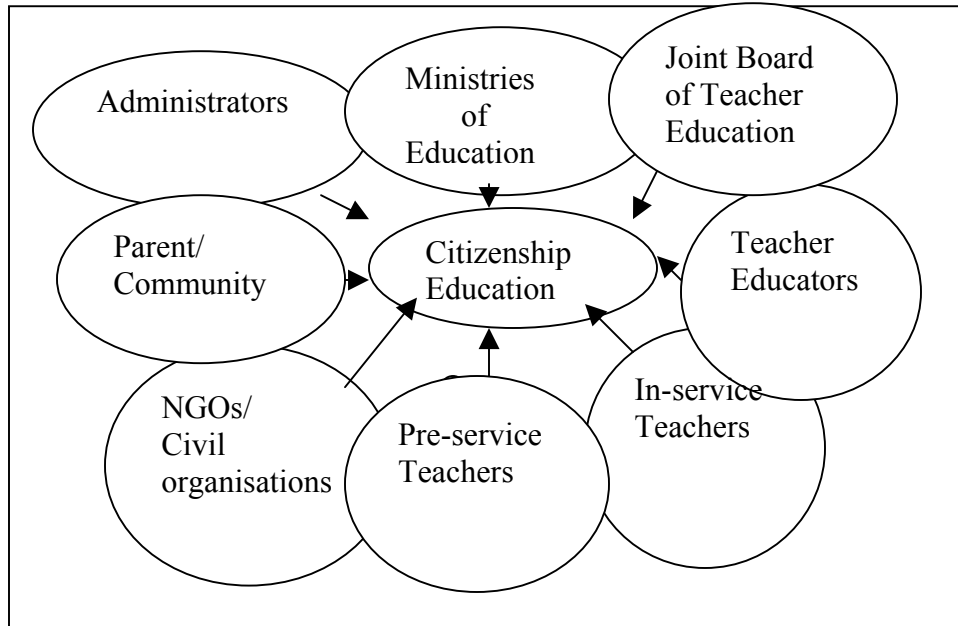 Administrators
Ministries
of
Education
Joint Board
of Teacher
Education
Parent/
Community
Citizenship
Education
Teacher
Educators
NGOs/
Civil
organisations
Pre-service
Teachers
In-service
Teachers